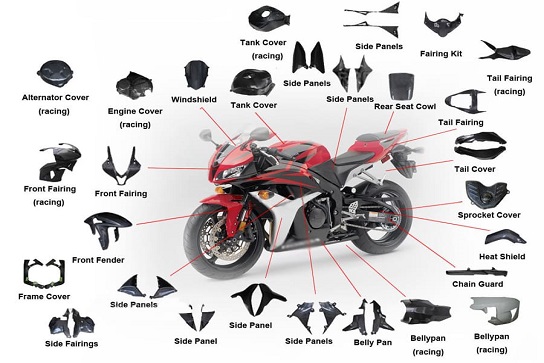 Tank Cover
(racing)
Side Panels
Fairing Kit
Tail Fairing
(racing)
Side Panels
Side Panels
Alternator Cover
(racing)
Engine Cover
(racing)
Windshield
Tank Cover
Rear Seat Cowl
Tail Fairing
Tail Cover
Front Fairing
(racing)
Front Fairing
Sprocket Cover
Front Fender
Heat Shield
Chain Guard
Frame Cover
Side Panels
Side Fairings
Side Panel
Side Panel
Side Panels
Belly Pan
Bellypan
(racing)
Bellypan
(racing)